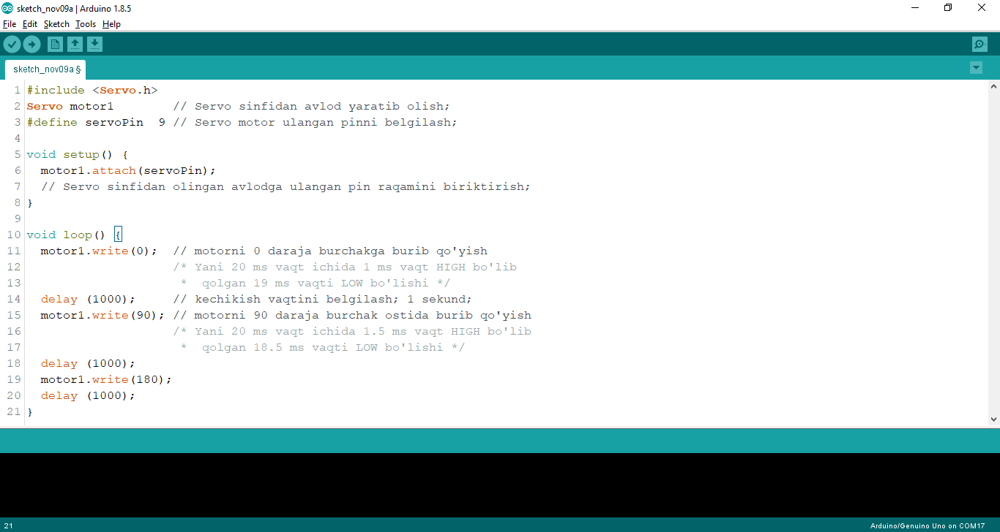 sketch_nov09a | Arduino 1.8.5
File Edit Sketch Tools Help
sketch_nov09a §
1 #include <Servo.h>
2 Servo motor1        // Servo sinfidan avlod yaratib olish;
3 #define servoPin  9 // Servo motor ulangan pinni belgilash;
4
5 void setup() {
6   motor1.attach(servoPin);
7   // Servo sinfidan olingan avlodga ulangan pin raqamini biriktirish;
8 }
9
10 void loop() {
11   motor1.write(0);  // motorni 0 daraja burchakga burib qo'yish
12                     /* Yani 20 ms vaqt ichida 1 ms vaqt HIGH bo'lib
13                      *  qolgan 19 ms vaqti LOW bo'lishi */
14   delay (1000);     // kechikish vaqtini belgilash; 1 sekund;
15   motor1.write(90); // motorni 90 daraja burchak ostida burib qo'yish
16                     /* Yani 20 ms vaqt ichida 1.5 ms vaqt HIGH bo'lib
17                      *  qolgan 18.5 ms vaqti LOW bo'lishi */
18   delay (1000);
19   motor1.write(180);
20   delay (1000);
21 }
21 Arduino/Genuino Uno on COM17